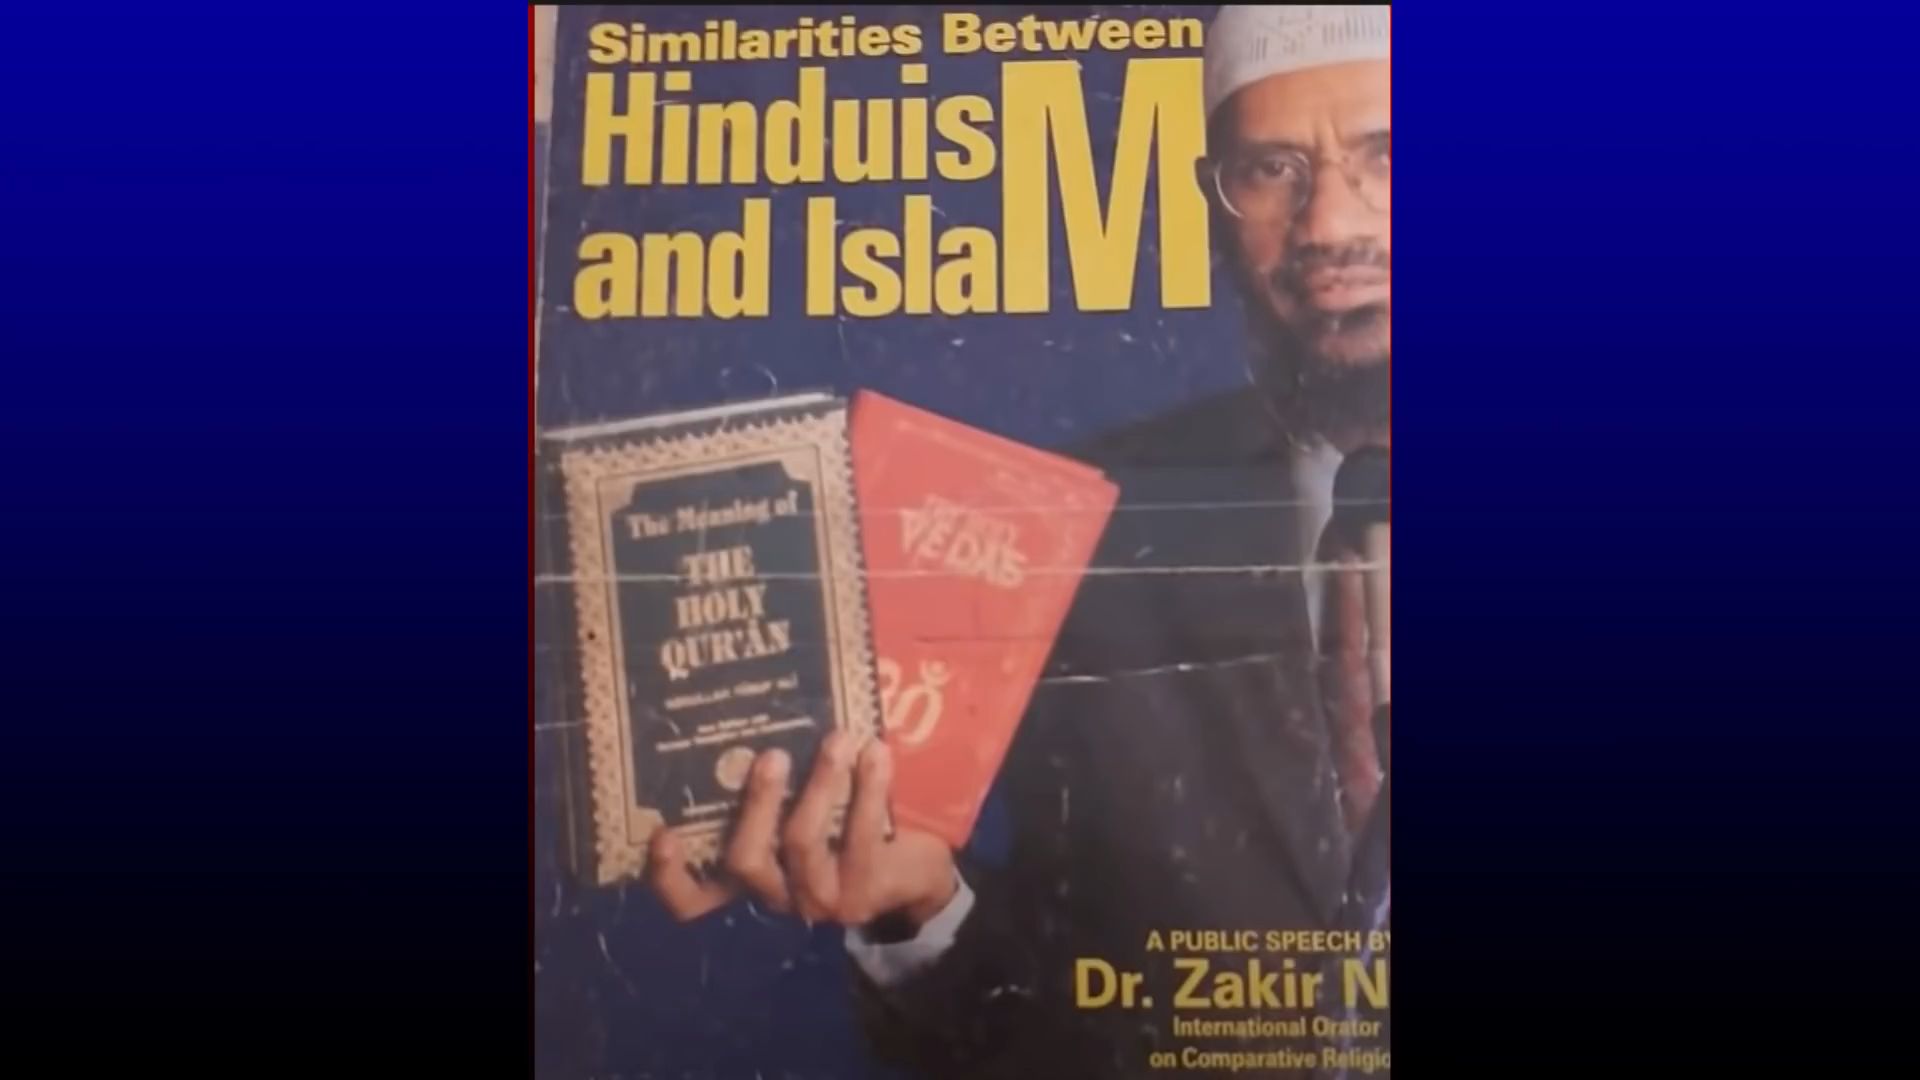 Similarities Between
HinduisM
and IslaM
The Meaning of
THE
HOLY
QUR'ÂN
VEDAS
ॐ
A PUBLIC SPEECH BY
Dr. Zakir N
International Orator
on Comparative Religio